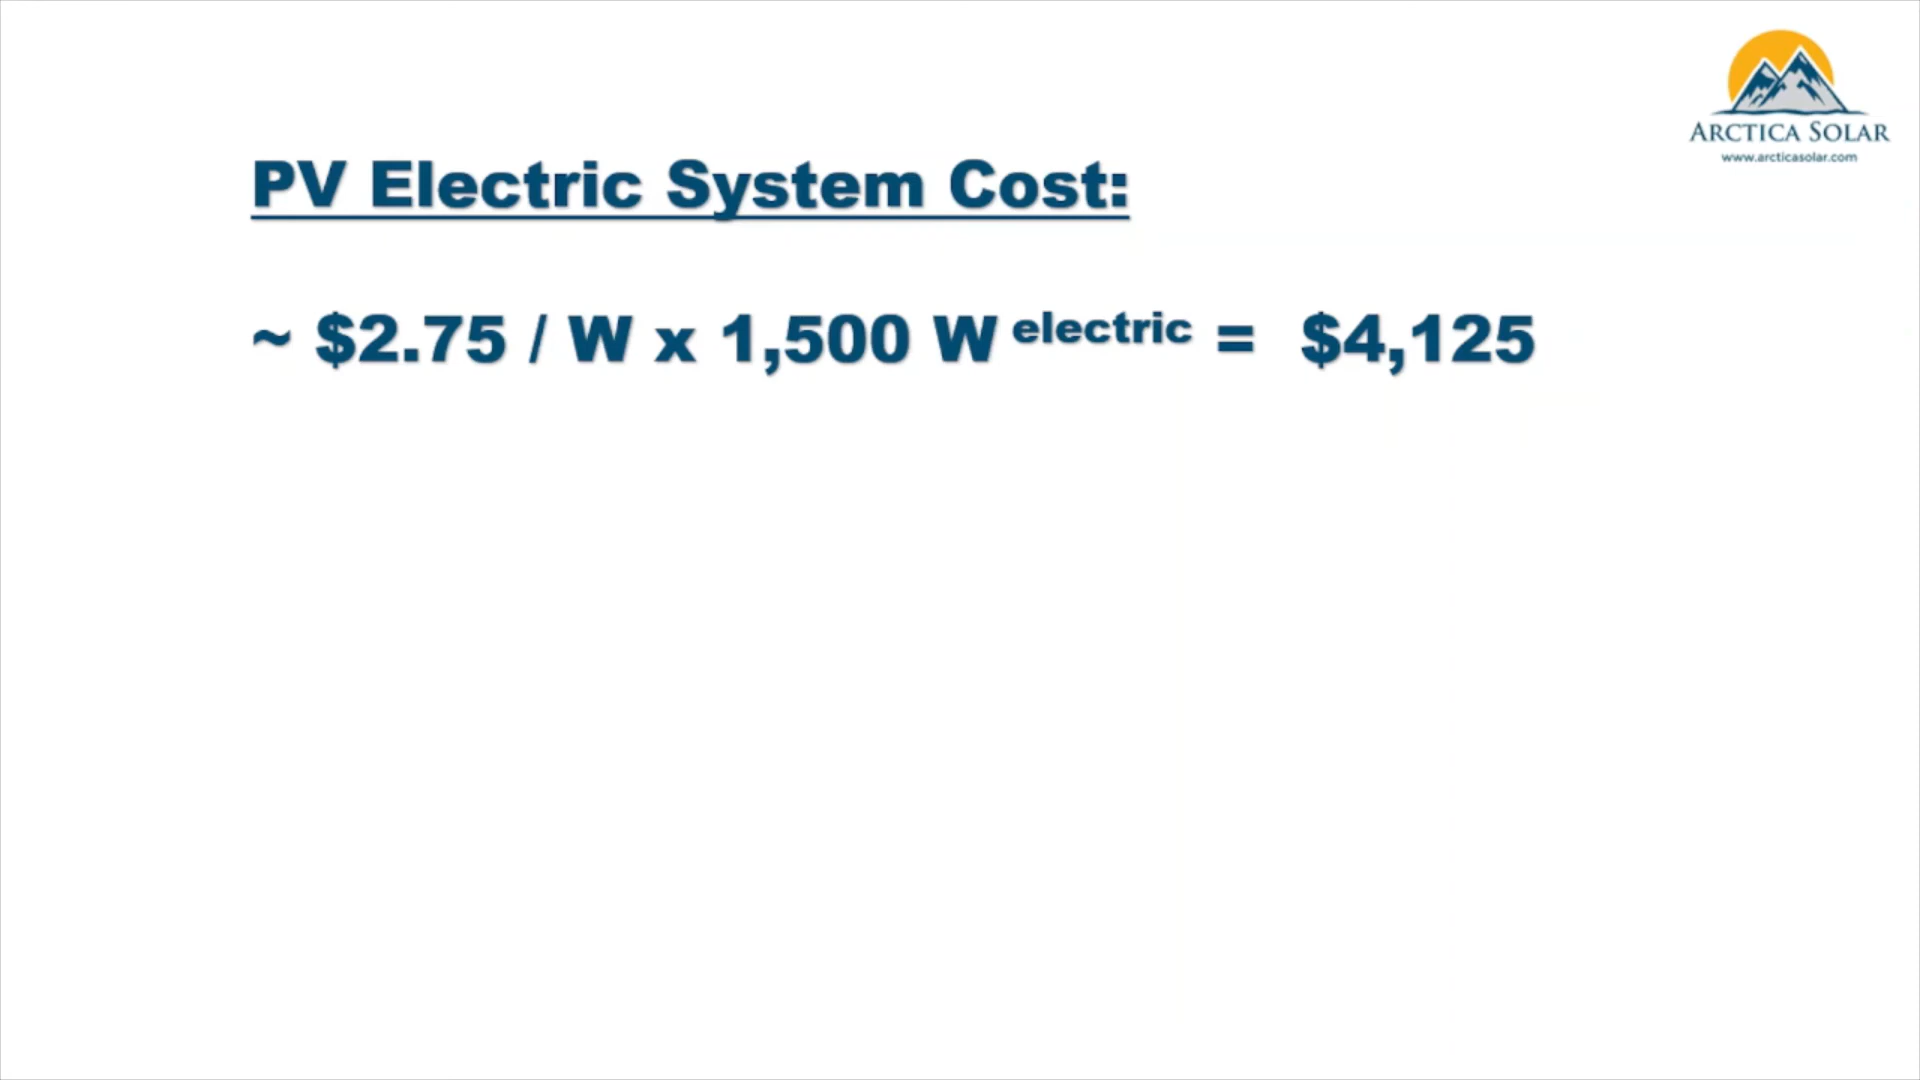 ARCTICA SOLAR
www.arcticasolar.com
PV Electric System Cost:
~ $2.75 / W x 1,500 W electric = $4,125